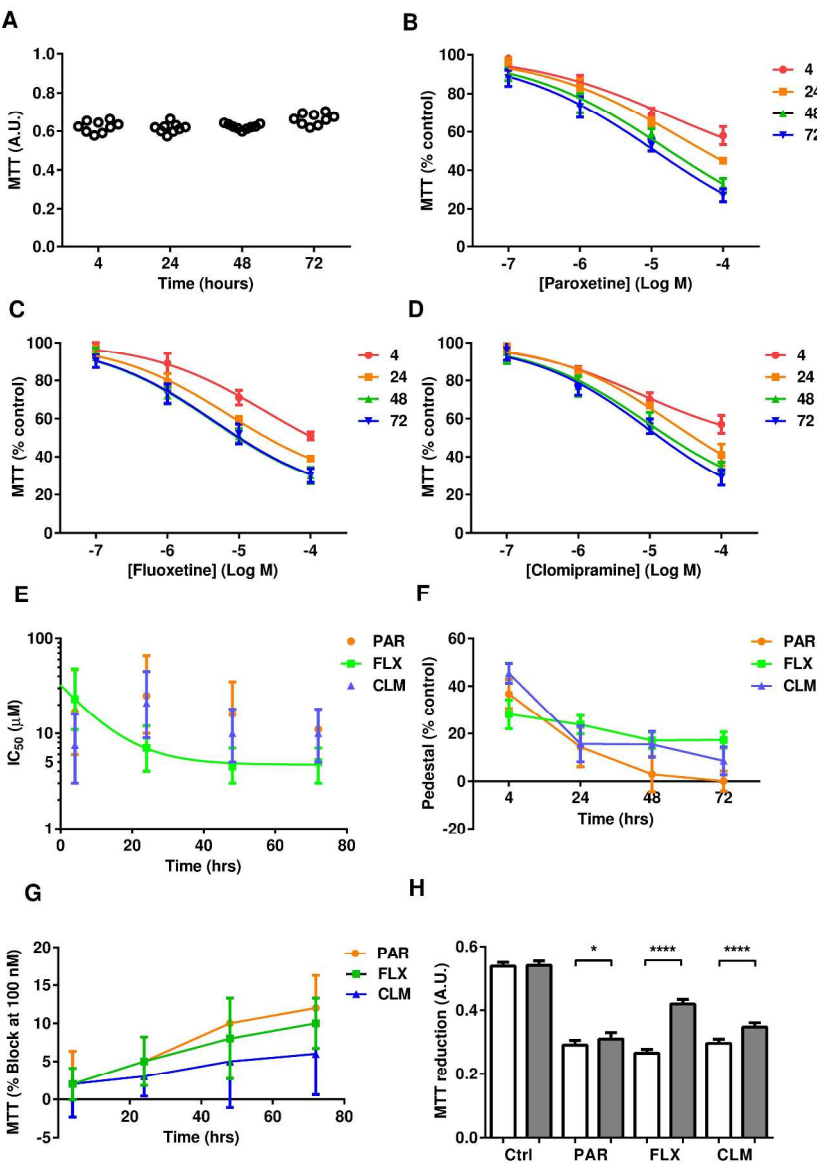 A
MTT (A.U.)
1.0
0.8
0.6
0.4
0.2
0.0
4 24 48 72
Time (hours)
B
MTT (% control)
100
80
60
40
20
0
-7 -6 -5 -4
[Paroxetine] (Log M)
4
24
48
72
C
MTT (% control)
100
80
60
40
20
0
-7 -6 -5 -4
[Fluoxetine] (Log M)
4
24
48
72
D
MTT (% control)
100
80
60
40
20
0
-7 -6 -5 -4
[Clomipramine] (Log M)
4
24
48
72
E
IC50 (μM)
100
10
5
1
0 20 40 60 80
Time (hrs)
PAR
FLX
CLM
F
Pedestal (% control)
60
40
20
0
-20
4 24 48 72
Time (hrs)
PAR
FLX
CLM
G
MTT (% Block at 100 nM)
20
15
10
5
0
-5
20 40 60 80
Time (hrs)
PAR
FLX
CLM
H
MTT reduction (A.U.)
0.6
0.4
0.2
0.0
* **** ****
Ctrl PAR FLX CLM